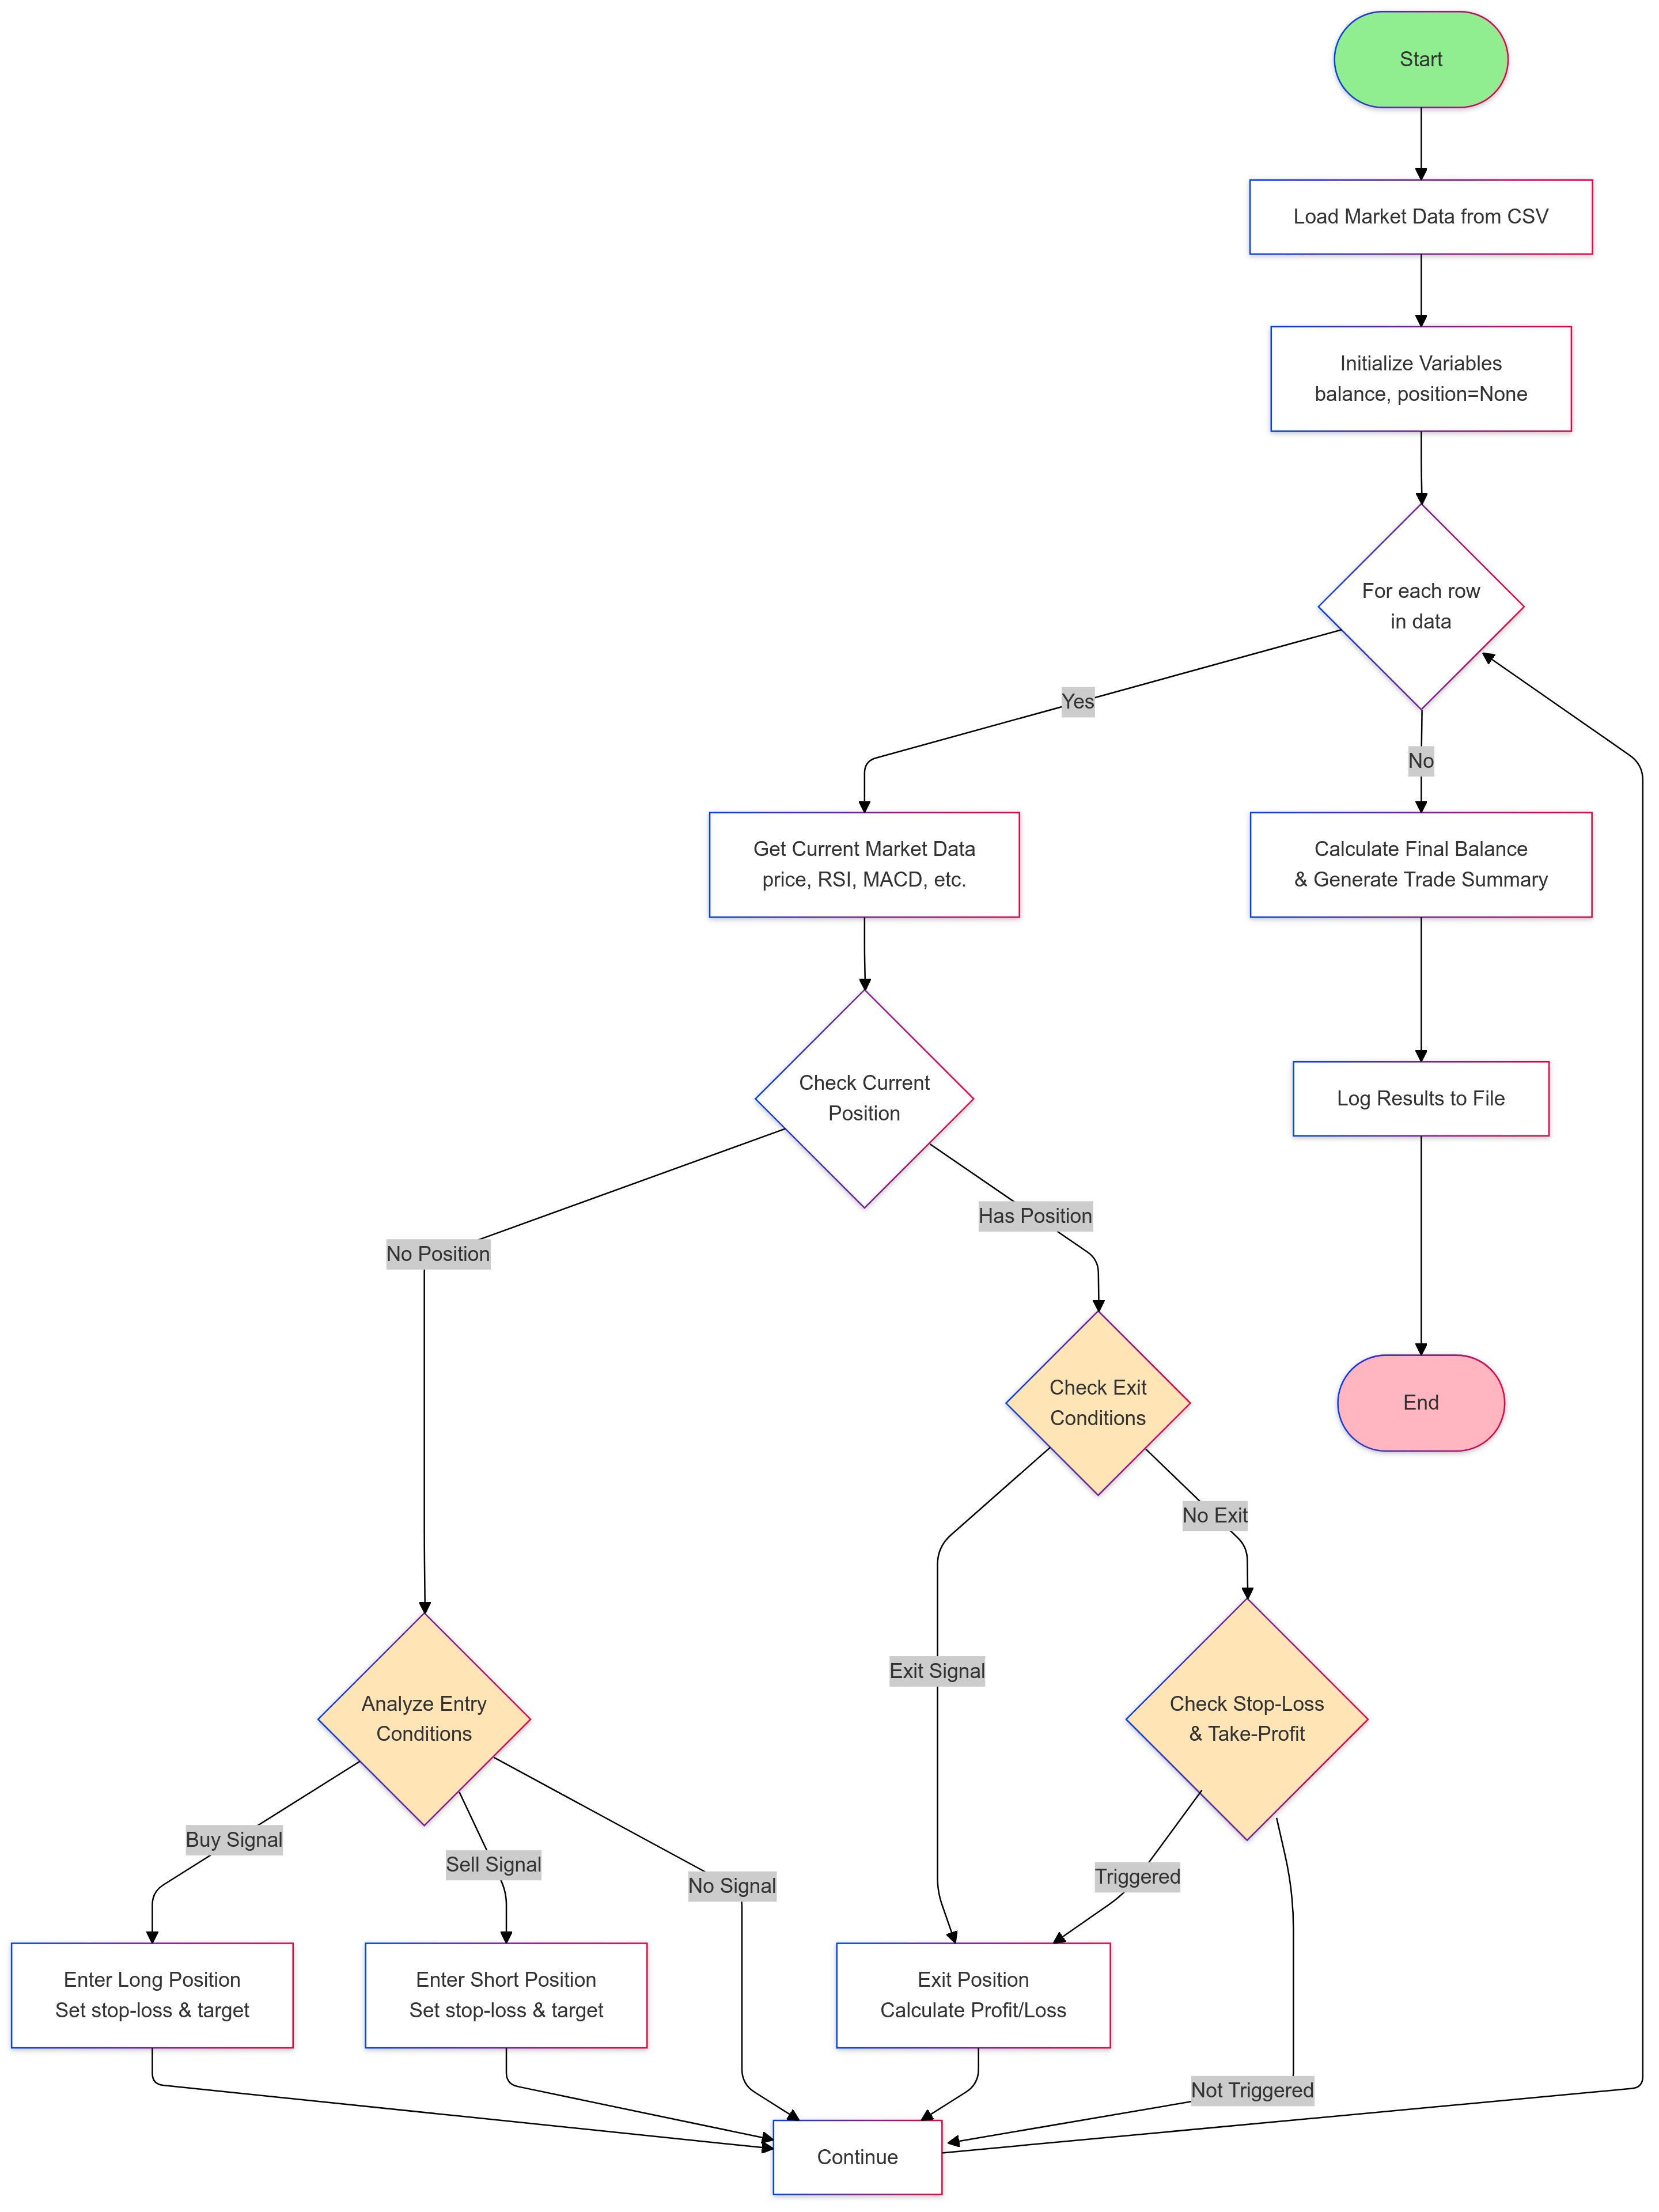 Start
Load Market Data from CSV
Initialize Variables
balance, position=None
For each row
in data
Yes
No
Get Current Market Data
price, RSI, MACD, etc.
Calculate Final Balance
& Generate Trade Summary
Check Current
Position
Log Results to File
No Position
Has Position
Check Exit
Conditions
End
No Exit
Exit Signal
Analyze Entry
Conditions
Check Stop-Loss
& Take-Profit
Buy Signal
Sell Signal
No Signal
Triggered
Enter Long Position
Set stop-loss & target
Enter Short Position
Set stop-loss & target
Exit Position
Calculate Profit/Loss
Not Triggered
Continue